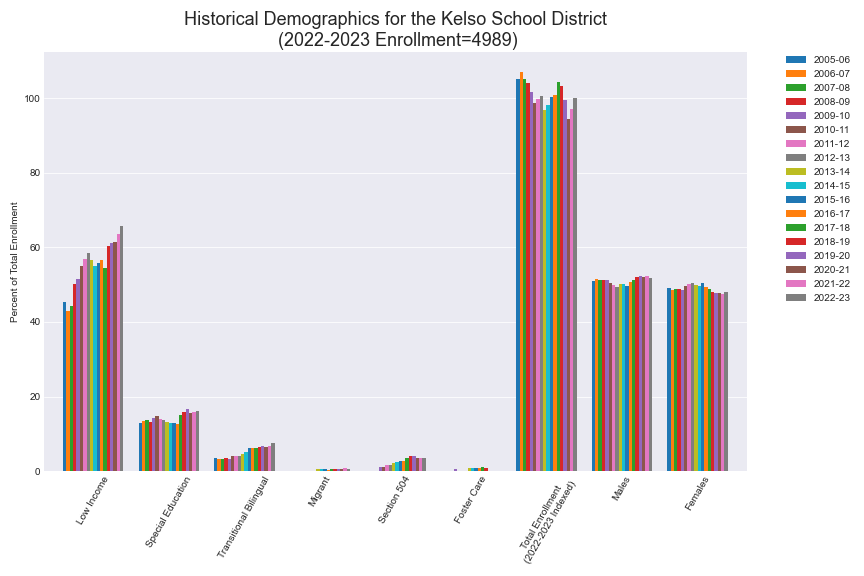 Historical Demographics for the Kelso School District
(2022-2023 Enrollment=4989)
Percent of Total Enrollment
100
80
60
40
20
0
Low Income
Special Education
Transitional Bilingual
Migrant
Section 504
Foster Care
Total Enrollment
(2022-2023 Indexed)
Males
Females
2005-06
2006-07
2007-08
2008-09
2009-10
2010-11
2011-12
2012-13
2013-14
2014-15
2015-16
2016-17
2017-18
2018-19
2019-20
2020-21
2021-22
2022-23